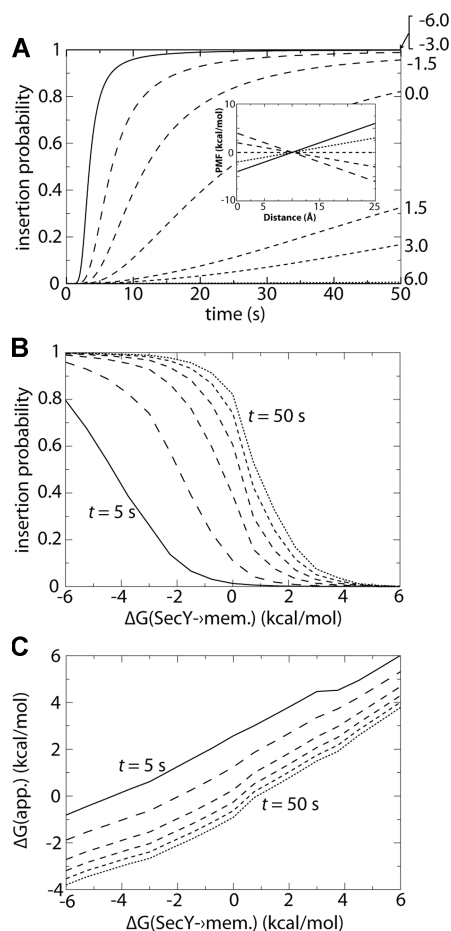 A
-6.0
-3.0
-1.5
0.0
1.5
3.0
6.0
insertion probability
1
0.8
0.6
0.4
0.2
0
0 10 20 30 40 50
time (s)
PMF (kcal/mol)
10
0
-10
0 5 10 15 20 25
Distance (Å)
B
insertion probability
1
0.8
0.6
0.4
0.2
0
t = 50 s
t = 5 s
-6 -4 -2 0 2 4 6
ΔG(SecY->mem.) (kcal/mol)
C
ΔG(app.) (kcal/mol)
6
4
2
0
-2
-4
t = 5 s
t = 50 s
-6 -4 -2 0 2 4 6
ΔG(SecY->mem.) (kcal/mol)